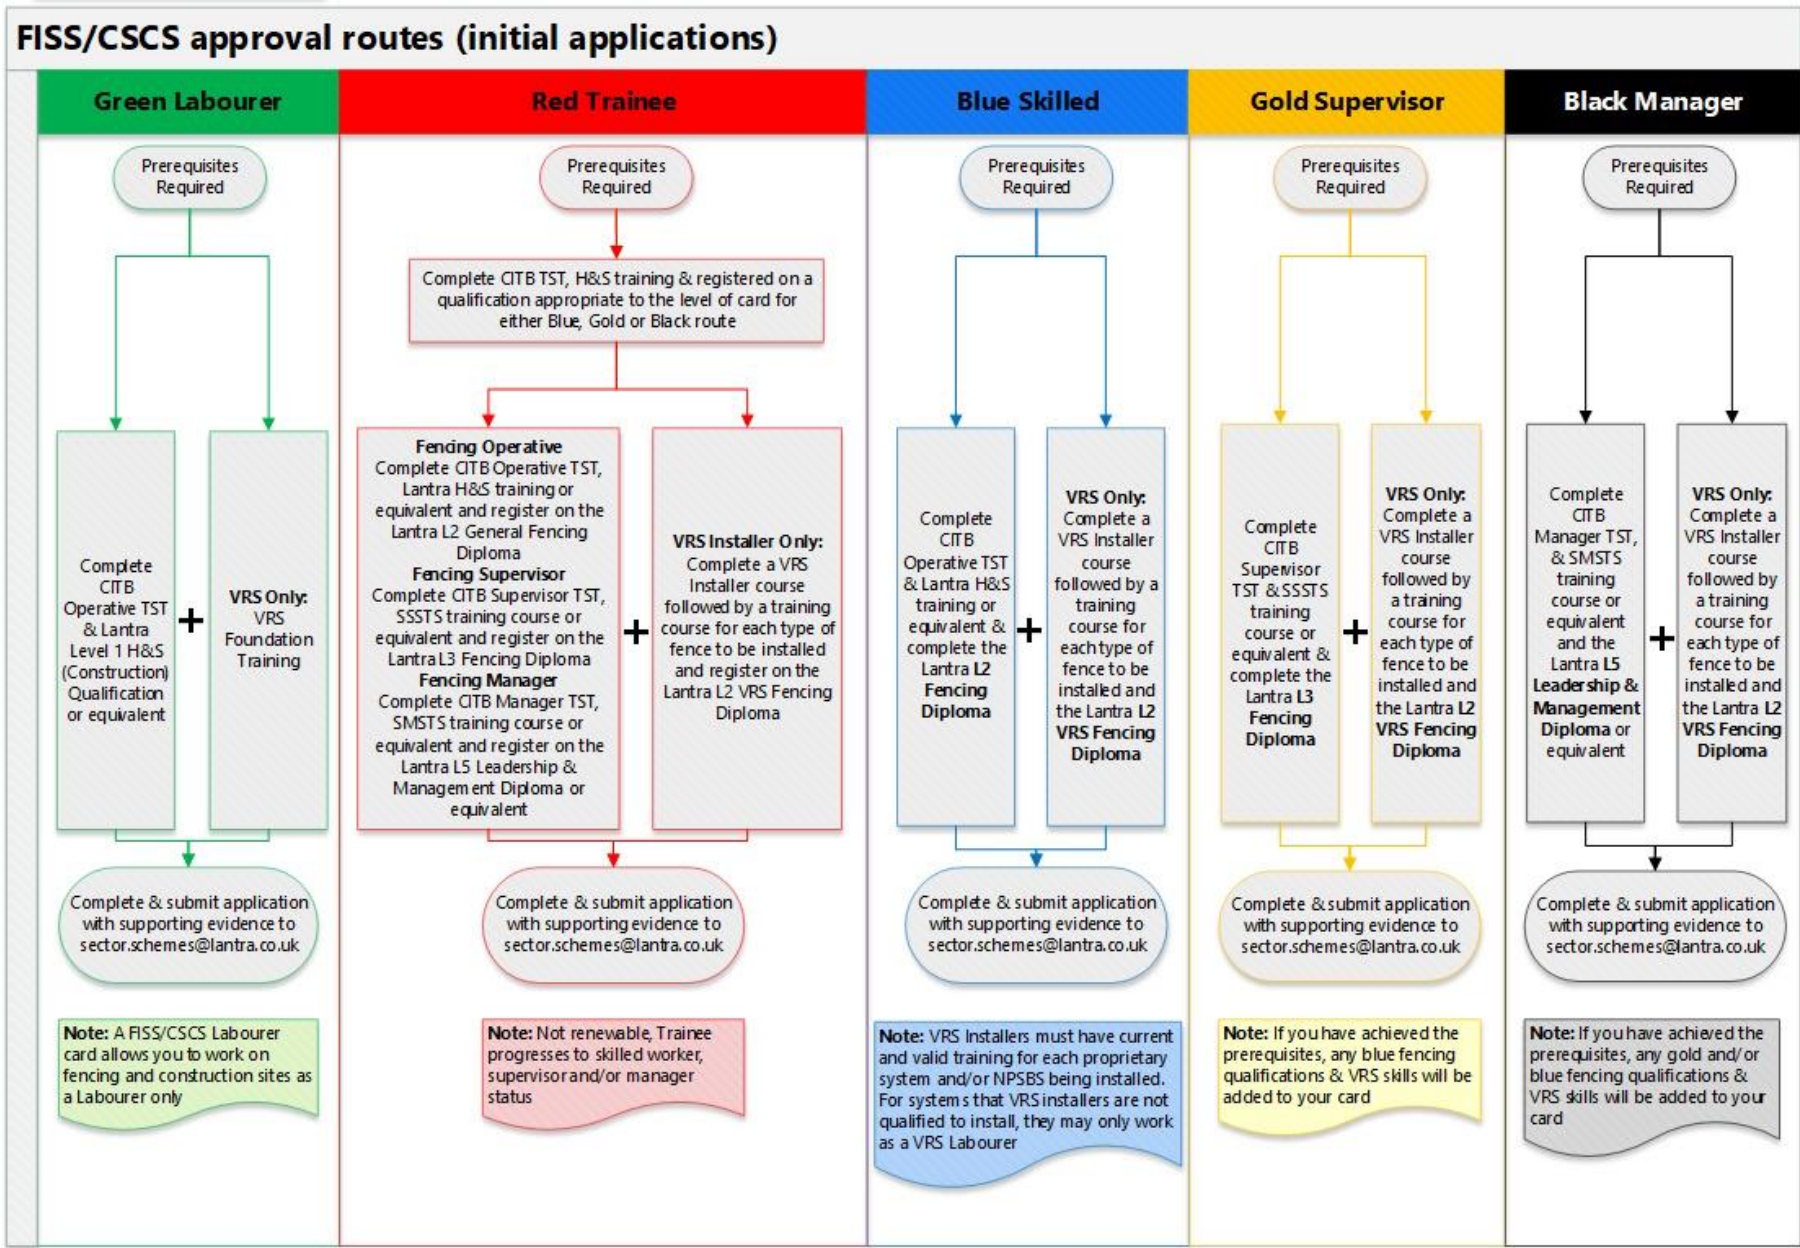 FISS/CSCS approval routes (initial applications)
Green Labourer
Prerequisites
Required
Complete
CITB
Operative TST
& Lantra
Level 1 H&S
(Construction)
Qualification
or equivalent
+
VRS Only:
VRS
Foundation
Training
Complete & submit application
with supporting evidence to
sector.schemes@lantra.co.uk
Note: A FISS/CSCS Labourer
card allows you to work on
fencing and construction sites as
a Labourer only
Red Trainee
Prerequisites
Required
Complete CITB TST, H&S training & registered on a
qualification appropriate to the level of card for
either Blue, Gold or Black route
Fencing Operative
Complete CITB Operative TST,
Lantra H&S training or
equivalent and register on the
Lantra L2 General Fencing
Diploma
Fencing Supervisor
Complete CITB Supervisor TST,
SSSTS training course or
equivalent and register on the
Lantra L3 Fencing Diploma
Fencing Manager
Complete CITB Manager TST,
SMSTS training course or
equivalent and register on the
Lantra L5 Leadership &
Management Diploma or
equivalent
+
VRS Installer Only:
Complete a VRS
Installer course
followed by a training
course for each type of
fence to be installed
and register on the
Lantra L2 VRS Fencing
Diploma
Complete & submit application
with supporting evidence to
sector.schemes@lantra.co.uk
Note: Not renewable, Trainee
progresses to skilled worker,
supervisor and/or manager
status
Blue Skilled
Prerequisites
Required
Complete
CITB
Operative TST
& Lantra H&S
training or
equivalent &
complete the
Lantra L2
Fencing
Diploma
+
VRS Only:
Complete a
VRS Installer
course
followed by a
training
course for
each type of
fence to be
installed and
the Lantra L2
VRS Fencing
Diploma
Complete & submit application
with supporting evidence to
sector.schemes@lantra.co.uk
Note: VRS Installers must have current
and valid training for each proprietary
system and/or NPSBS being installed.
For systems that VRS installers are not
qualified to install, they may only work
as a VRS Labourer
Gold Supervisor
Prerequisites
Required
Complete
CITB
Supervisor
TST & SSSTS
training
course or
equivalent &
complete the
Lantra L3
Fencing
Diploma
+
VRS Only:
Complete a
VRS Installer
course
followed by
a training
course for
each type of
fence to be
installed and
the Lantra L2
VRS Fencing
Diploma
Complete & submit application
with supporting evidence to
sector.schemes@lantra.co.uk
Note: If you have achieved the
prerequisites, any blue fencing
qualifications & VRS skills will be
added to your card
Black Manager
Prerequisites
Required
Complete
CITB
Manager TST,
& SMSTS
training
course or
equivalent
and the
Lantra L5
Leadership &
Management
Diploma or
equivalent
+
VRS Only:
Complete a
VRS Installer
course
followed by
a training
course for
each type of
fence to be
installed and
the Lantra L2
VRS Fencing
Diploma
Complete & submit application
with supporting evidence to
sector.schemes@lantra.co.uk
Note: If you have achieved the
prerequisites, any gold and/or
blue fencing qualifications &
VRS skills will be added to your
card